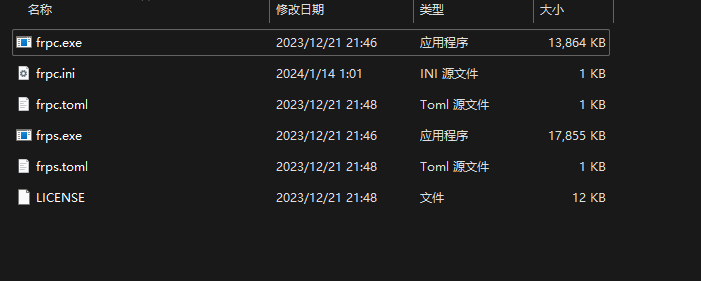 名称 修改日期 类型 大小
frpc.exe 2023/12/21 21:46 应用程序 13,864 KB
frpc.ini 2024/1/14 1:01 INI 源文件 1 KB
frpc.toml 2023/12/21 21:48 Toml 源文件 1 KB
frps.exe 2023/12/21 21:46 应用程序 17,855 KB
frps.toml 2023/12/21 21:48 Toml 源文件 1 KB
LICENSE 2023/12/21 21:48 文件 12 KB